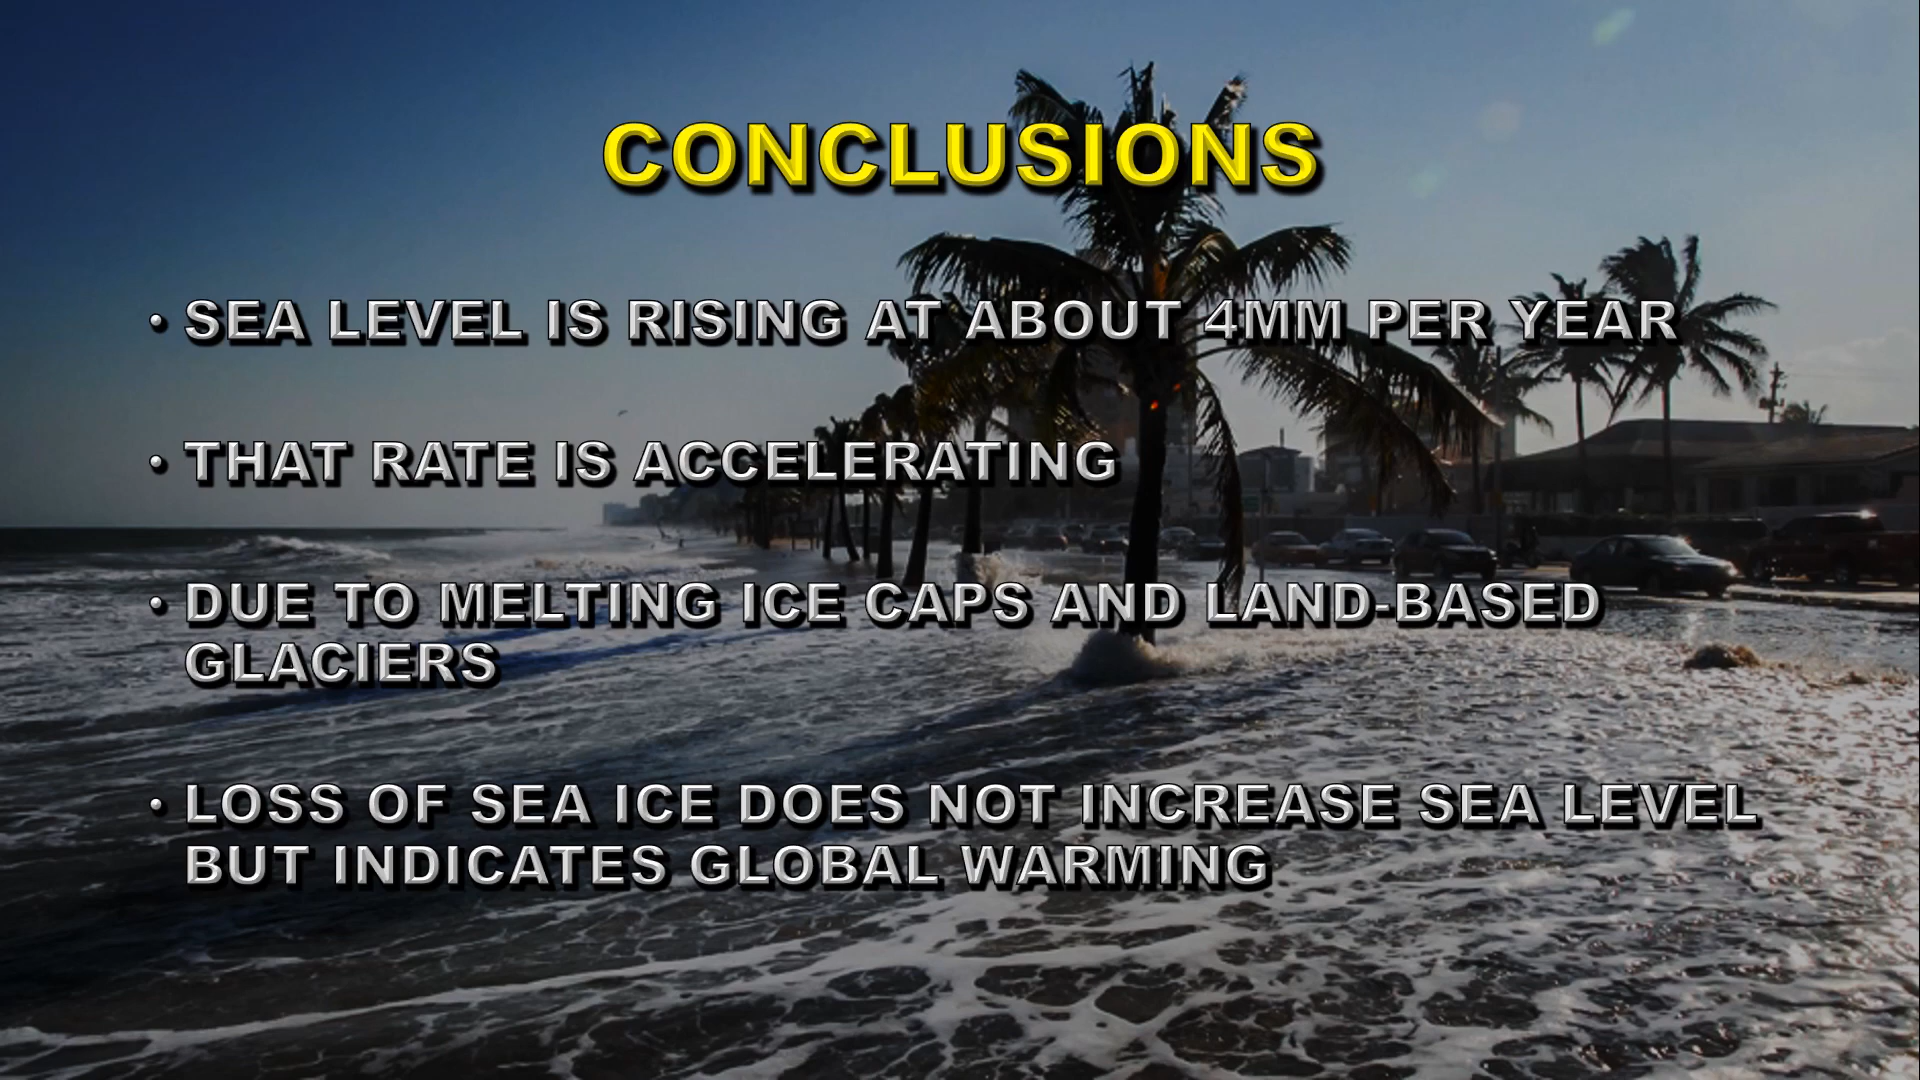 CONCLUSIONS
• SEA LEVEL IS RISING AT ABOUT 4MM PER YEAR
• THAT RATE IS ACCELERATING
• DUE TO MELTING ICE CAPS AND LAND-BASED
GLACIERS
• LOSS OF SEA ICE DOES NOT INCREASE SEA LEVEL
BUT INDICATES GLOBAL WARMING